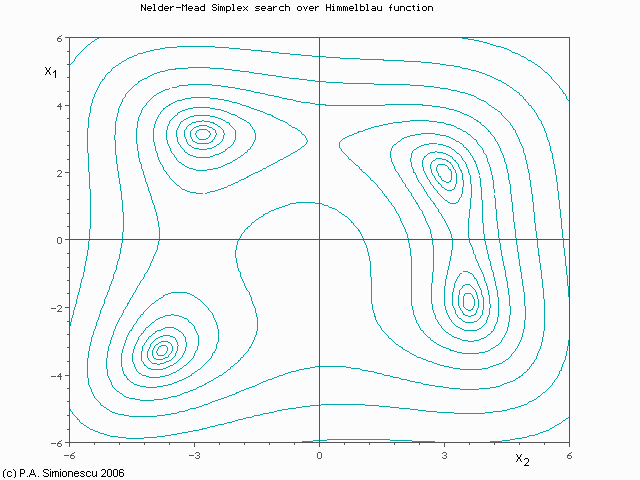 Nelder-Mead Simplex search over Himmelblau function
6
X1
4
2
0
-2
-4
-6
-6 -3 0 3 6
X2
(c) P.A. Simionescu 2006